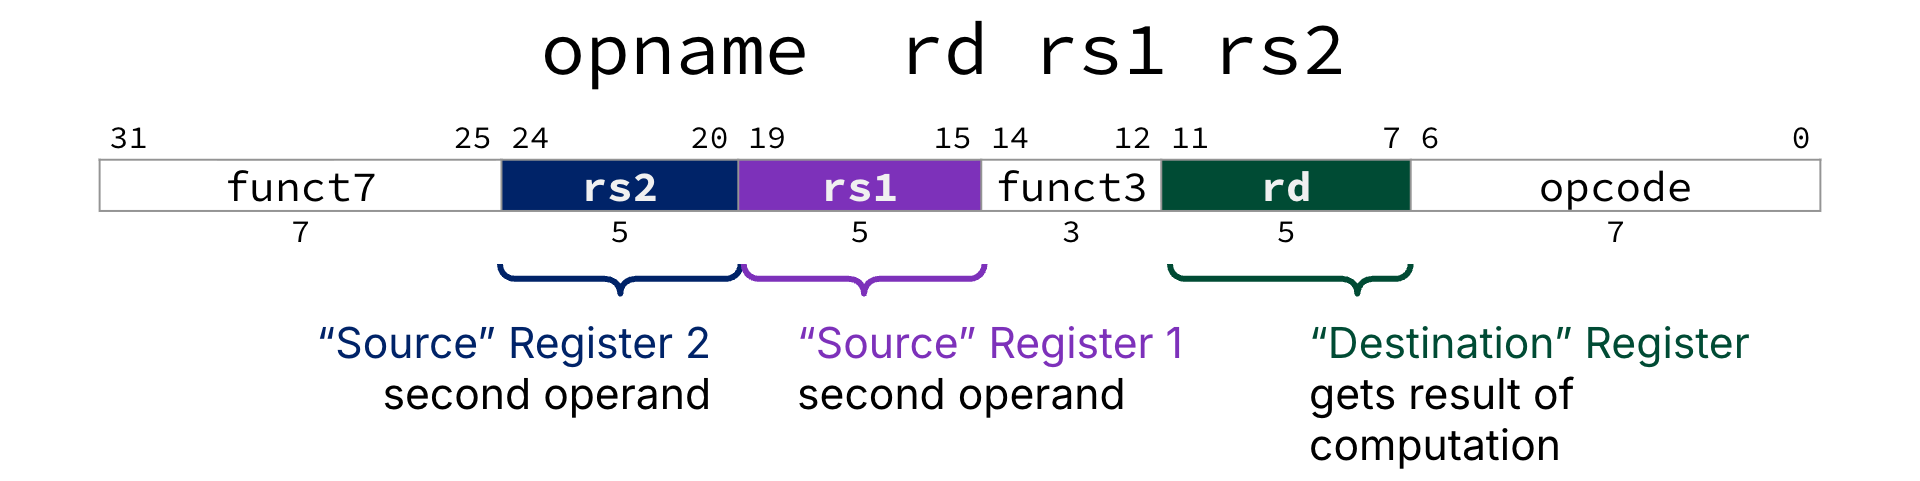 opname rd rs1 rs2
31 25 24 20 19 15 14 12 11 7 6 0
funct7 rs2 rs1 funct3 rd opcode
7 5 5 3 5 7
“Source” Register 2
second operand
“Source” Register 1
second operand
“Destination” Register
gets result of
computation